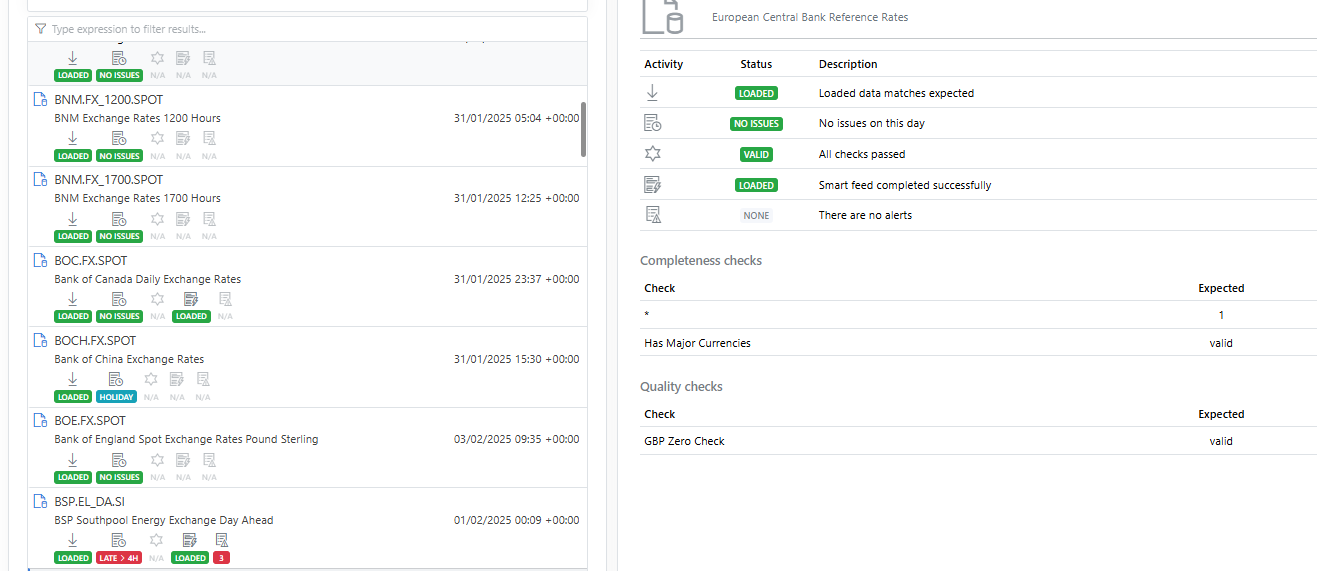 Type expression to filter results...
LOADED NO ISSUES N/A N/A N/A
BNM.FX_1200.SPOT
BNM Exchange Rates 1200 Hours 31/01/2025 05:04 +00:00
LOADED NO ISSUES N/A N/A N/A
BNM.FX_1700.SPOT
BNM Exchange Rates 1700 Hours 31/01/2025 12:25 +00:00
LOADED NO ISSUES N/A N/A N/A
BOC.FX.SPOT
Bank of Canada Daily Exchange Rates 31/01/2025 23:37 +00:00
LOADED NO ISSUES N/A LOADED N/A
BOCH.FX.SPOT
Bank of China Exchange Rates 31/01/2025 15:30 +00:00
LOADED HOLIDAY N/A N/A N/A
BOE.FX.SPOT
Bank of England Spot Exchange Rates Pound Sterling 03/02/2025 09:35 +00:00
LOADED NO ISSUES N/A N/A N/A
BSP.EL_DA.SI
BSP Southpool Energy Exchange Day Ahead 01/02/2025 00:09 +00:00
LOADED LATE > 4H N/A LOADED 3
European Central Bank Reference Rates
Activity Status Description
LOADED Loaded data matches expected
NO ISSUES No issues on this day
VALID All checks passed
LOADED Smart feed completed successfully
NONE There are no alerts
Completeness checks
Check Expected
* 1
Has Major Currencies valid
Quality checks
Check Expected
GBP Zero Check valid